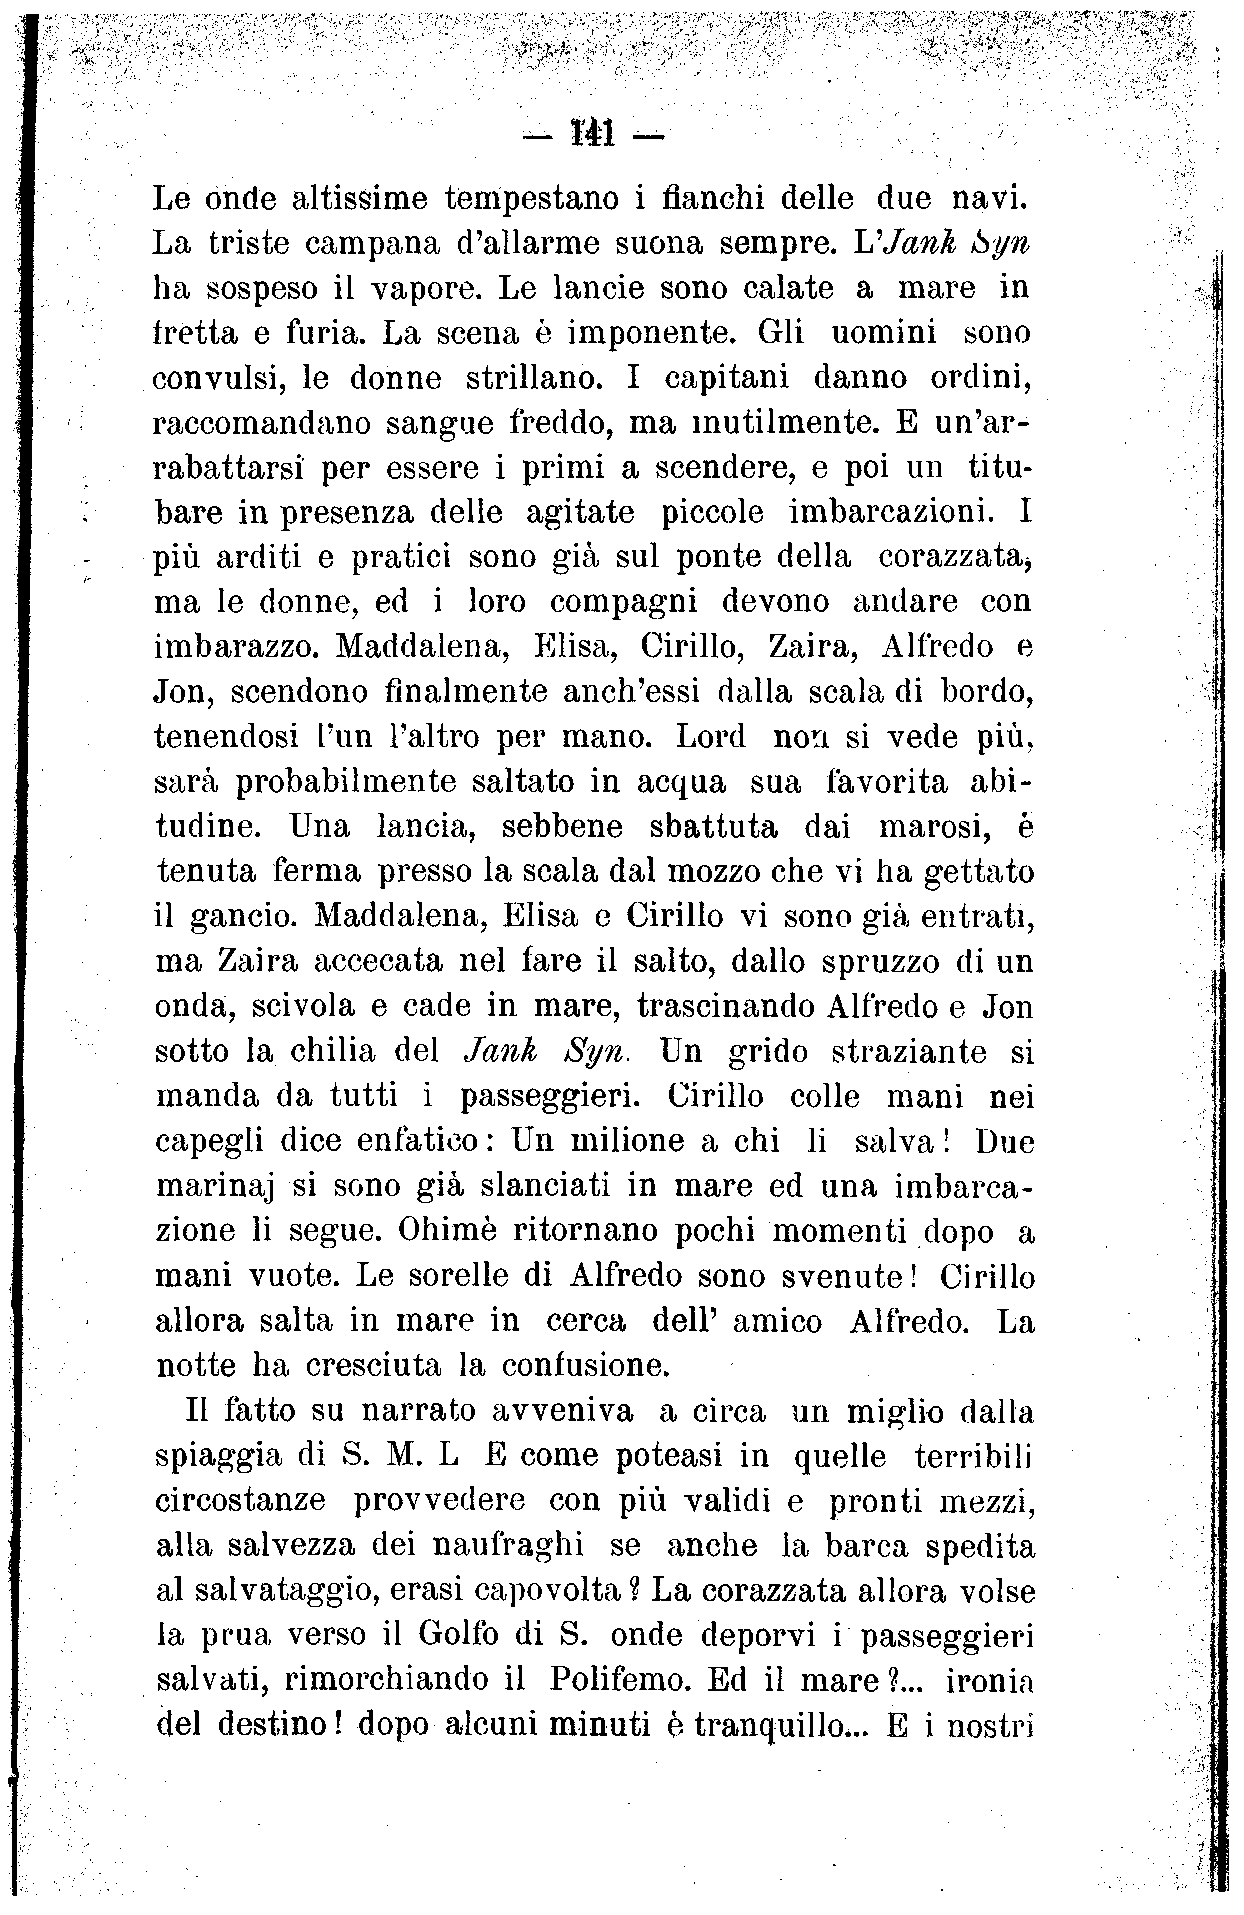 — 141 —
Le onde altissime tempestano i fianchi delle due navi.
La triste campana d'allarme suona sempre. L'Jank Syn
ha sospeso il vapore. Le lancie sono calate a mare in
fretta e furia. La scena è imponente. Gli uomini sono
convulsi, le donne strillano. I capitani danno ordini,
raccomandano sangue freddo, ma inutilmente. E un'ar-
rabattarsi per essere i primi a scendere, e poi un titu-
bare in presenza delle agitate piccole imbarcazioni. I
più arditi e pratici sono già sul ponte della corazzata,
ma le donne, ed i loro compagni devono andare con
imbarazzo. Maddalena, Elisa, Cirillo, Zaira, Alfredo e
Jon, scendono finalmente anch'essi dalla scala di bordo,
tenendosi l'un l'altro per mano. Lord non si vede più,
sarà probabilmente saltato in acqua sua favorita abi-
tudine. Una lancia, sebbene sbattuta dai marosi, è
tenuta ferma presso la scala dal mozzo che vi ha gettato
il gancio. Maddalena, Elisa e Cirillo vi sono già entrati,
ma Zaira accecata nel fare il salto, dallo spruzzo di un
onda, scivola e cade in mare, trascinando Alfredo e Jon
sotto la chilia del Jank Syn. Un grido straziante si
manda da tutti i passeggieri. Cirillo colle mani nei
capegli dice enfatico: Un milione a chi li salva! Due
marinaj si sono già slanciati in mare ed una imbarca-
zione li segue. Ohimè ritornano pochi momenti dopo a
mani vuote. Le sorelle di Alfredo sono svenute! Cirillo
allora salta in mare in cerca dell' amico Alfredo. La
notte ha cresciuta la confusione.
Il fatto su narrato avveniva a circa un miglio dalla
spiaggia di S. M. L E come poteasi in quelle terribili
circostanze provvedere con più validi e pronti mezzi,
alla salvezza dei naufraghi se anche la barca spedita
al salvataggio, erasi capovolta? La corazzata allora volse
la prua verso il Golfo di S. onde deporvi i passeggieri
salvati, rimorchiando il Polifemo. Ed il mare?... ironia
del destino! dopo alcuni minuti è tranquillo... E i nostri